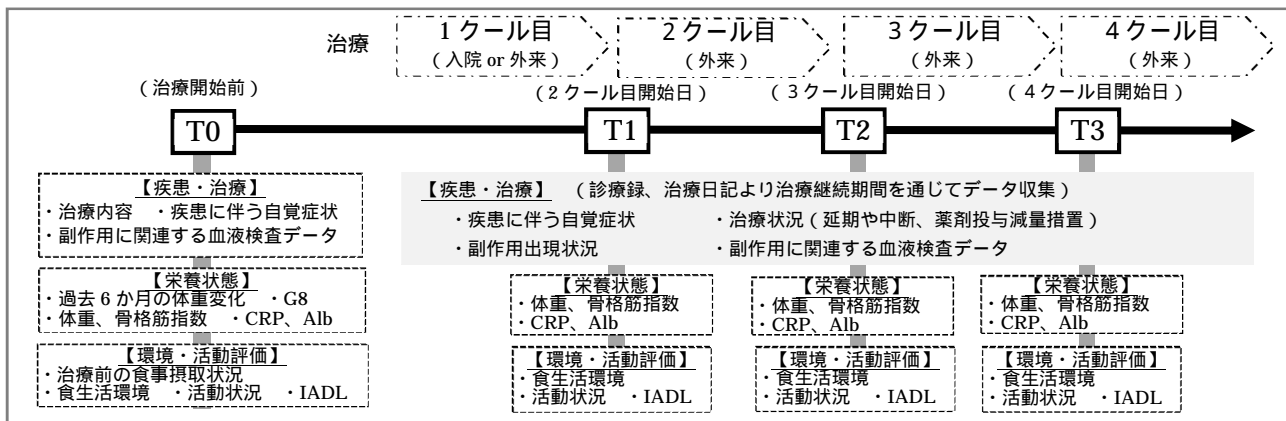 治療
1クール目 2クール目 3クール目 4クール目
(入院 or 外来) (外来) (外来) (外来)
(治療開始前) (2クール目開始日) (3クール目開始日) (4クール目開始日)
T0 T1 T2 T3
【疾患・治療】
・治療内容 ・疾患に伴う自覚症状
・副作用に関連する血液検査データ
【栄養状態】
・過去6か月の体重変化 ・G8
・体重、骨格筋指数 ・CRP、Alb
【環境・活動評価】
・治療前の食事摂取状況
・食生活環境 ・活動状況 ・IADL
【疾患・治療】 (診療録、治療日記より治療継続期間を通じてデータ収集)
・疾患に伴う自覚症状 ・治療状況(延期や中断、薬剤投与減量措置)
・副作用出現状況 ・副作用に関連する血液検査データ
【栄養状態】
・体重、骨格筋指数
・CRP、Alb
【環境・活動評価】
・食生活環境
・活動状況 ・IADL
【栄養状態】
・体重、骨格筋指数
・CRP、Alb
【環境・活動評価】
・食生活環境
・活動状況 ・IADL
【栄養状態】
・体重、骨格筋指数
・CRP、Alb
【環境・活動評価】
・食生活環境
・活動状況 ・IADL